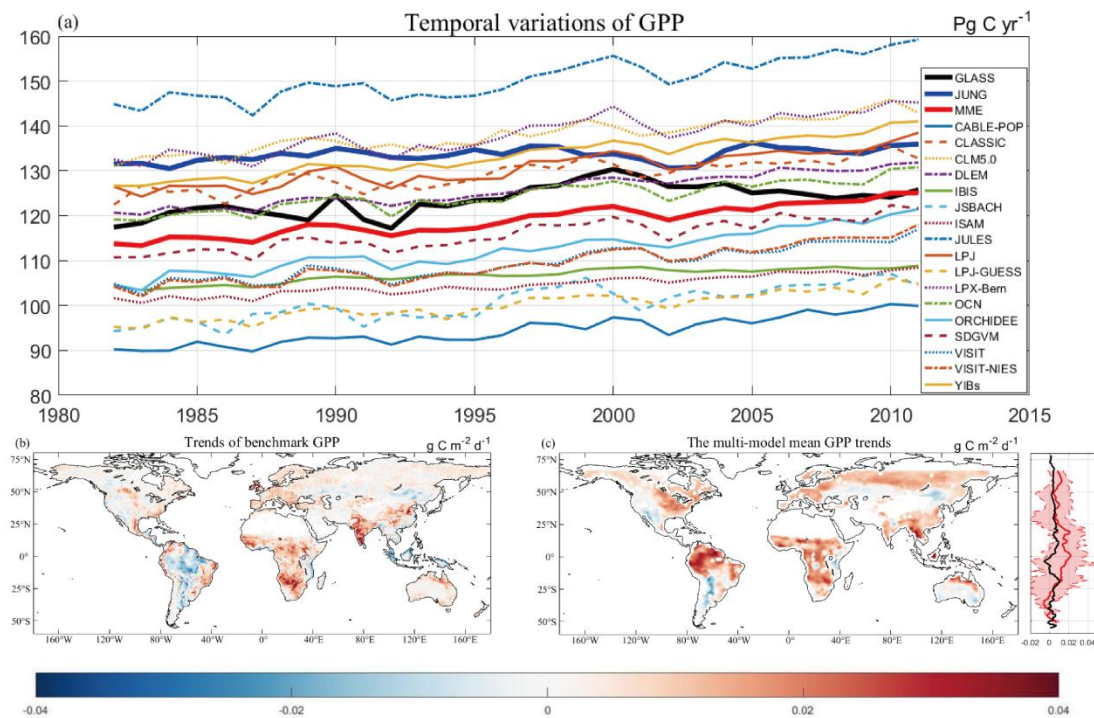 (a) Temporal variations of GPP Pg C yr-1
160
150
140
130
120
110
100
90
80
1980 1985 1990 1995 2000 2005 2010 2015
GLASS
JUNG
MME
CABLE-POP
CLASSIC
CLM5.0
DLEM
IBIS
JSBACH
ISAM
JULES
LPJ
LPJ-GUESS
LPX-Bern
OCN
ORCHIDEE
SDGVM
VISIT
VISIT-NIES
YIBs
(b) Trends of benchmark GPP g C m-2 d-1
75°N
50°N
25°N
0°
25°S
50°S
160°W 120°W 80°W 40°W 0° 40°E 80°E 120°E 160°E
(c) The multi-model mean GPP trends g C m-2 d-1
75°N
50°N
25°N
0°
25°S
50°S
160°W 120°W 80°W 40°W 0° 40°E 80°E 120°E 160°E
-0.02 0 0.02 0.04
-0.04 -0.02 0 0.02 0.04